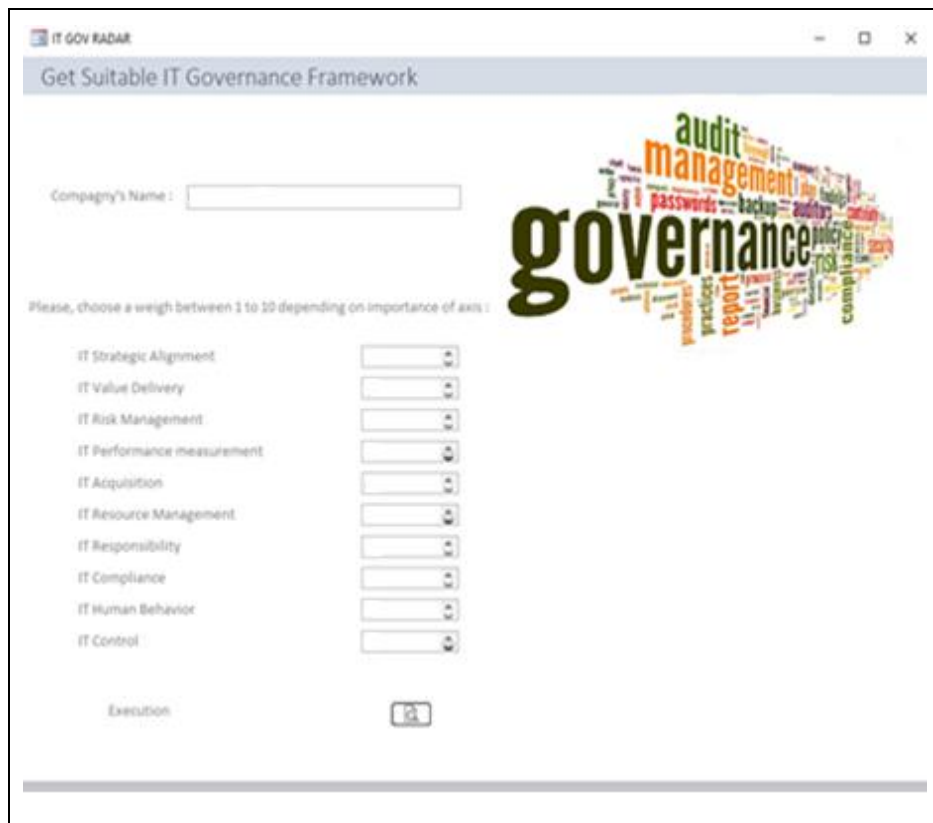 IT GOV RADAR
Get Suitable IT Governance Framework
audit
management
Compagny's Name :
passwords backup auditors
governance
policy
risk
compliance
security
procedures
practices
report
Please, choose a weigh between 1 to 10 depending on importance of axis :
IT Strategic Alignment
IT Value Delivery
IT Risk Management
IT Performance measurement
IT Acquisition
IT Resource Management
IT Responsibility
IT Compliance
IT Human Behavior
IT Control
Execution